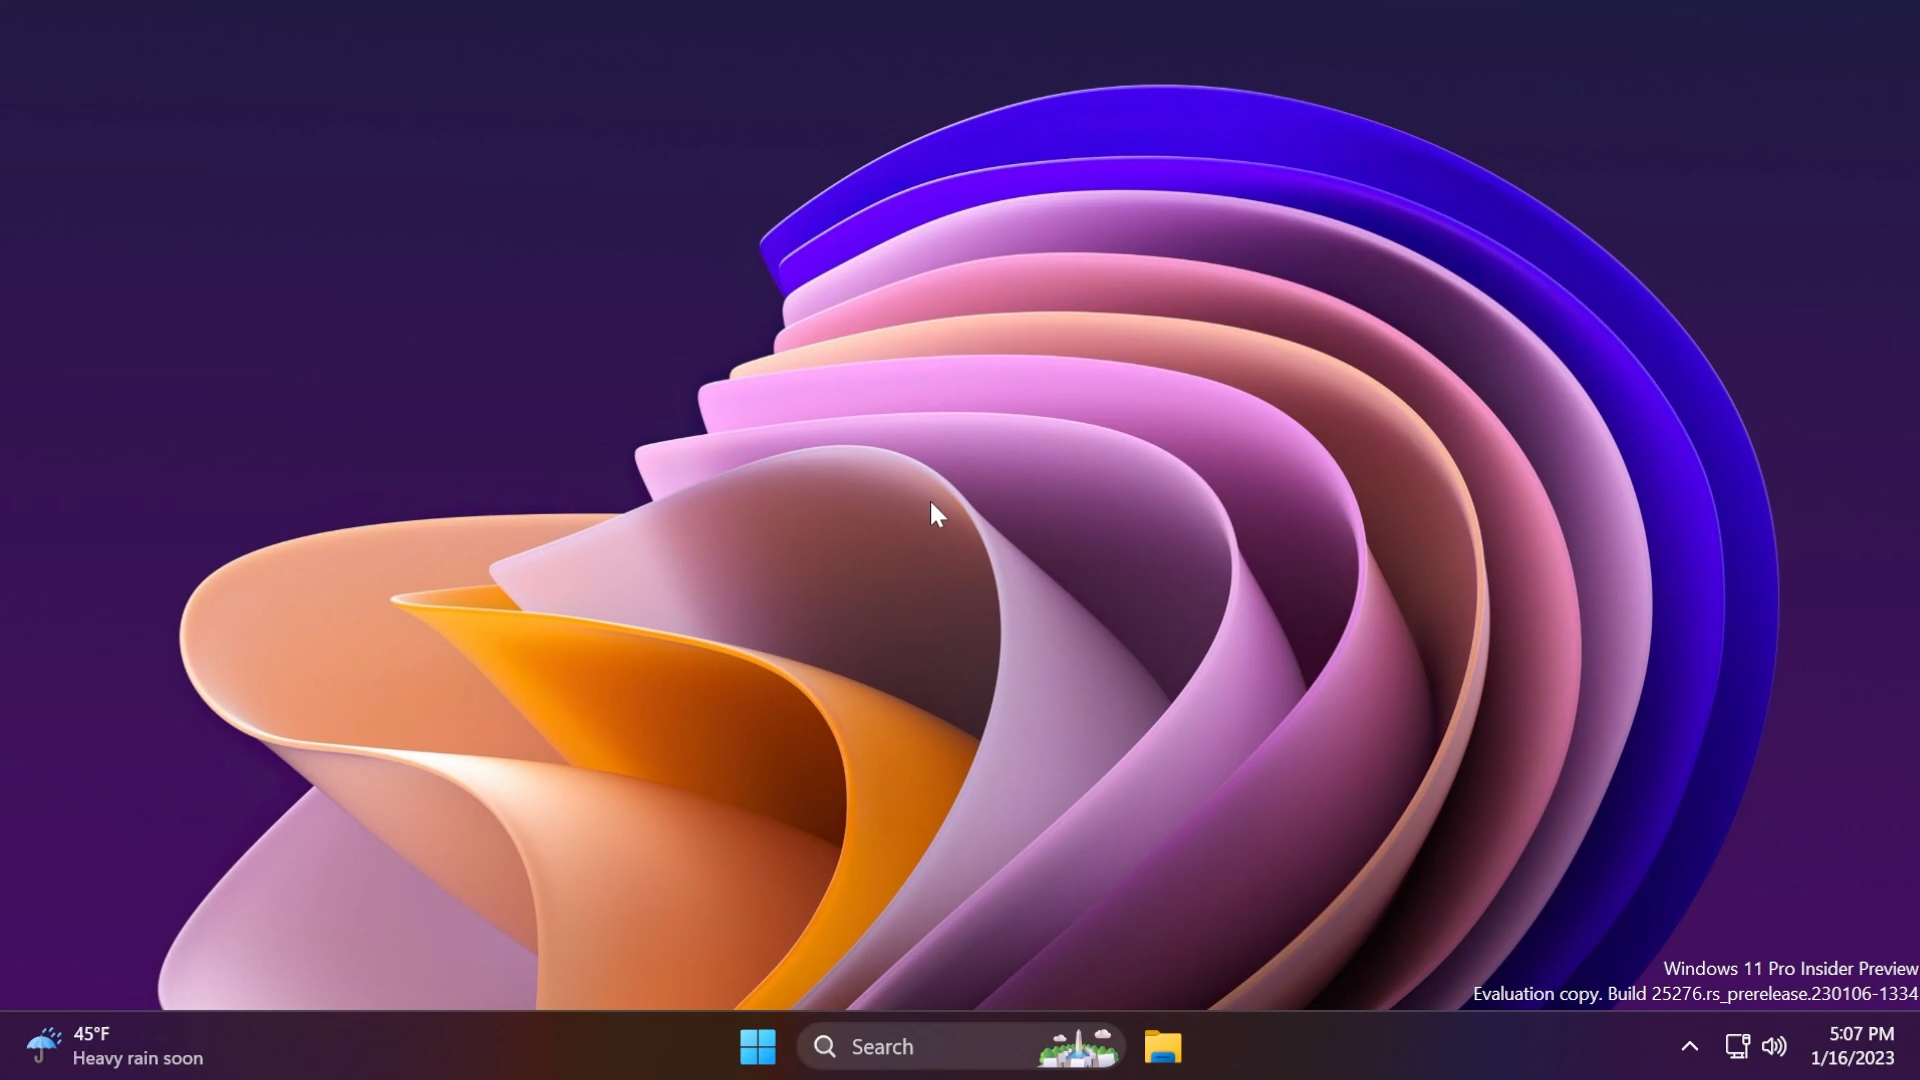 Windows 11 Pro Insider Preview
Evaluation copy. Build 25276.rs_prerelease.230106-1334
45°F
Heavy rain soon
Search
5:07 PM
1/16/2023